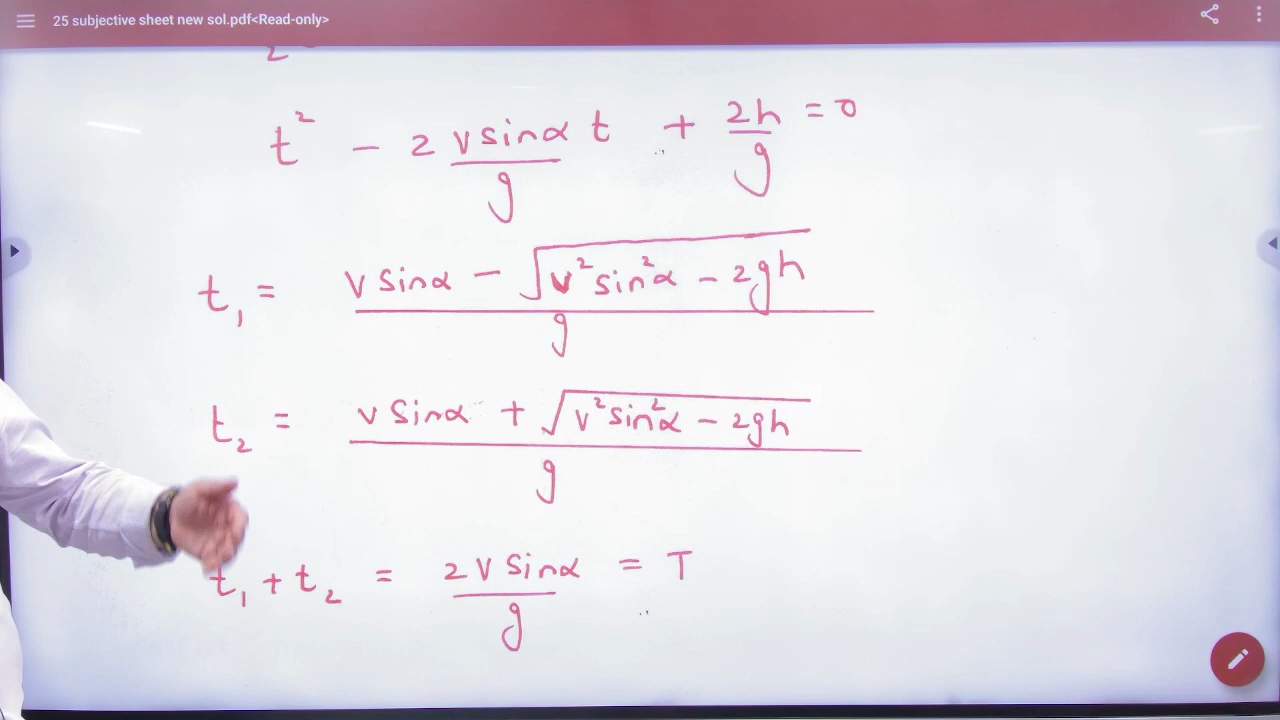 25 subjective sheet new sol.pdf<Read-only>
2
t² - 2 v sinα/g t + 2h/g = 0
t₁ = (v sinα - √(v² sin²α - 2gh))/g
t₂ = (v sinα + √(v² sin²α - 2gh))/g
t₁ + t₂ = 2 v sinα/g = T